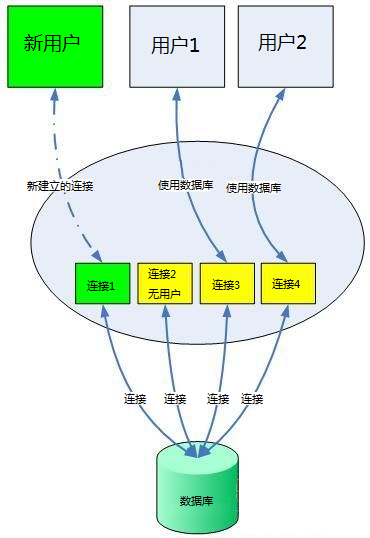 新用户
用户1
用户2
新建立的连接
使用数据库
使用数据库
连接1
连接2
无用户
连接3
连接4
连接
连接
连接
连接
数据库